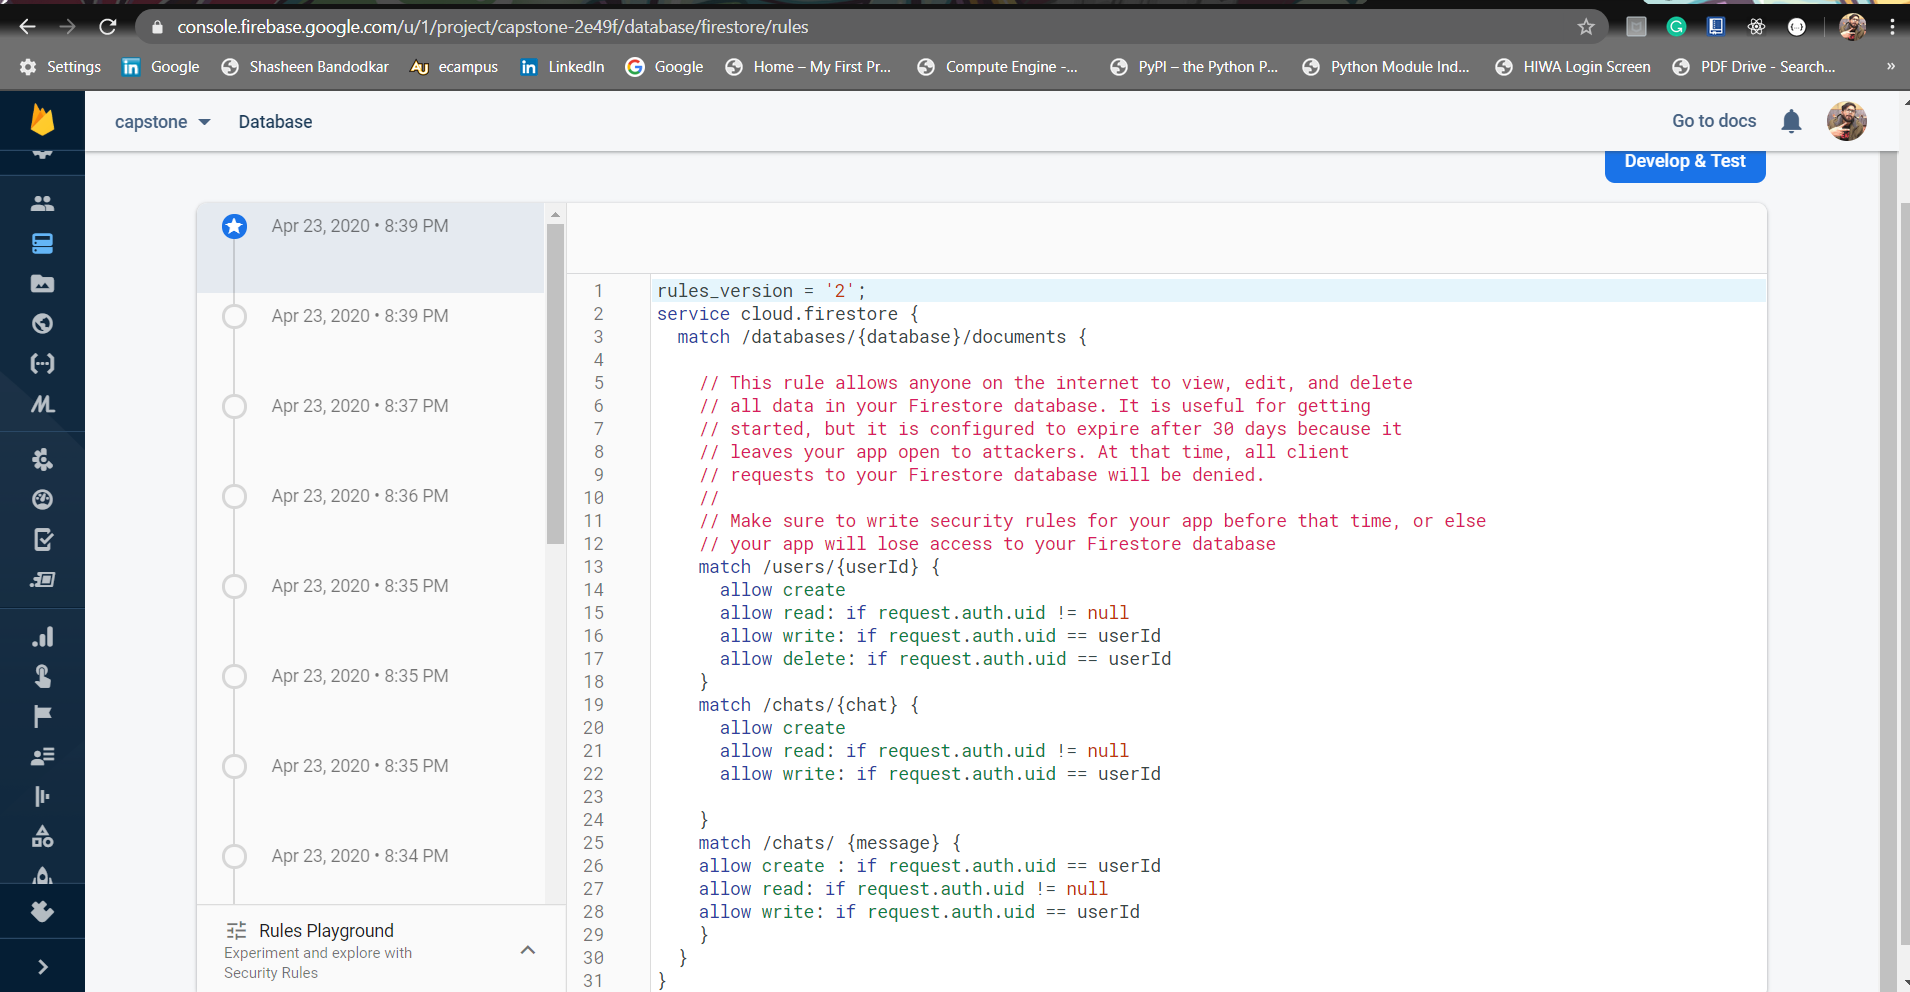 console.firebase.google.com/u/1/project/capstone-2e49f/database/firestore/rules
Settings Google Shasheen Bandodkar ecampus LinkedIn Google Home – My First Pr... Compute Engine -... PyPI – the Python P... Python Module Ind... HIWA Login Screen PDF Drive - Search... »
capstone Database Go to docs
Develop & Test
Apr 23, 2020 • 8:39 PM
Apr 23, 2020 • 8:39 PM
Apr 23, 2020 • 8:37 PM
Apr 23, 2020 • 8:36 PM
Apr 23, 2020 • 8:35 PM
Apr 23, 2020 • 8:35 PM
Apr 23, 2020 • 8:35 PM
Apr 23, 2020 • 8:34 PM
Rules Playground
Experiment and explore with
Security Rules
1 rules_version = '2';
2 service cloud.firestore {
3 match /databases/{database}/documents {
4
5 // This rule allows anyone on the internet to view, edit, and delete
6 // all data in your Firestore database. It is useful for getting
7 // started, but it is configured to expire after 30 days because it
8 // leaves your app open to attackers. At that time, all client
9 // requests to your Firestore database will be denied.
10 //
11 // Make sure to write security rules for your app before that time, or else
12 // your app will lose access to your Firestore database
13 match /users/{userId} {
14 allow create
15 allow read: if request.auth.uid != null
16 allow write: if request.auth.uid == userId
17 allow delete: if request.auth.uid == userId
18 }
19 match /chats/{chat} {
20 allow create
21 allow read: if request.auth.uid != null
22 allow write: if request.auth.uid == userId
23
24 }
25 match /chats/ {message} {
26 allow create : if request.auth.uid == userId
27 allow read: if request.auth.uid != null
28 allow write: if request.auth.uid == userId
29 }
30 }
31 }